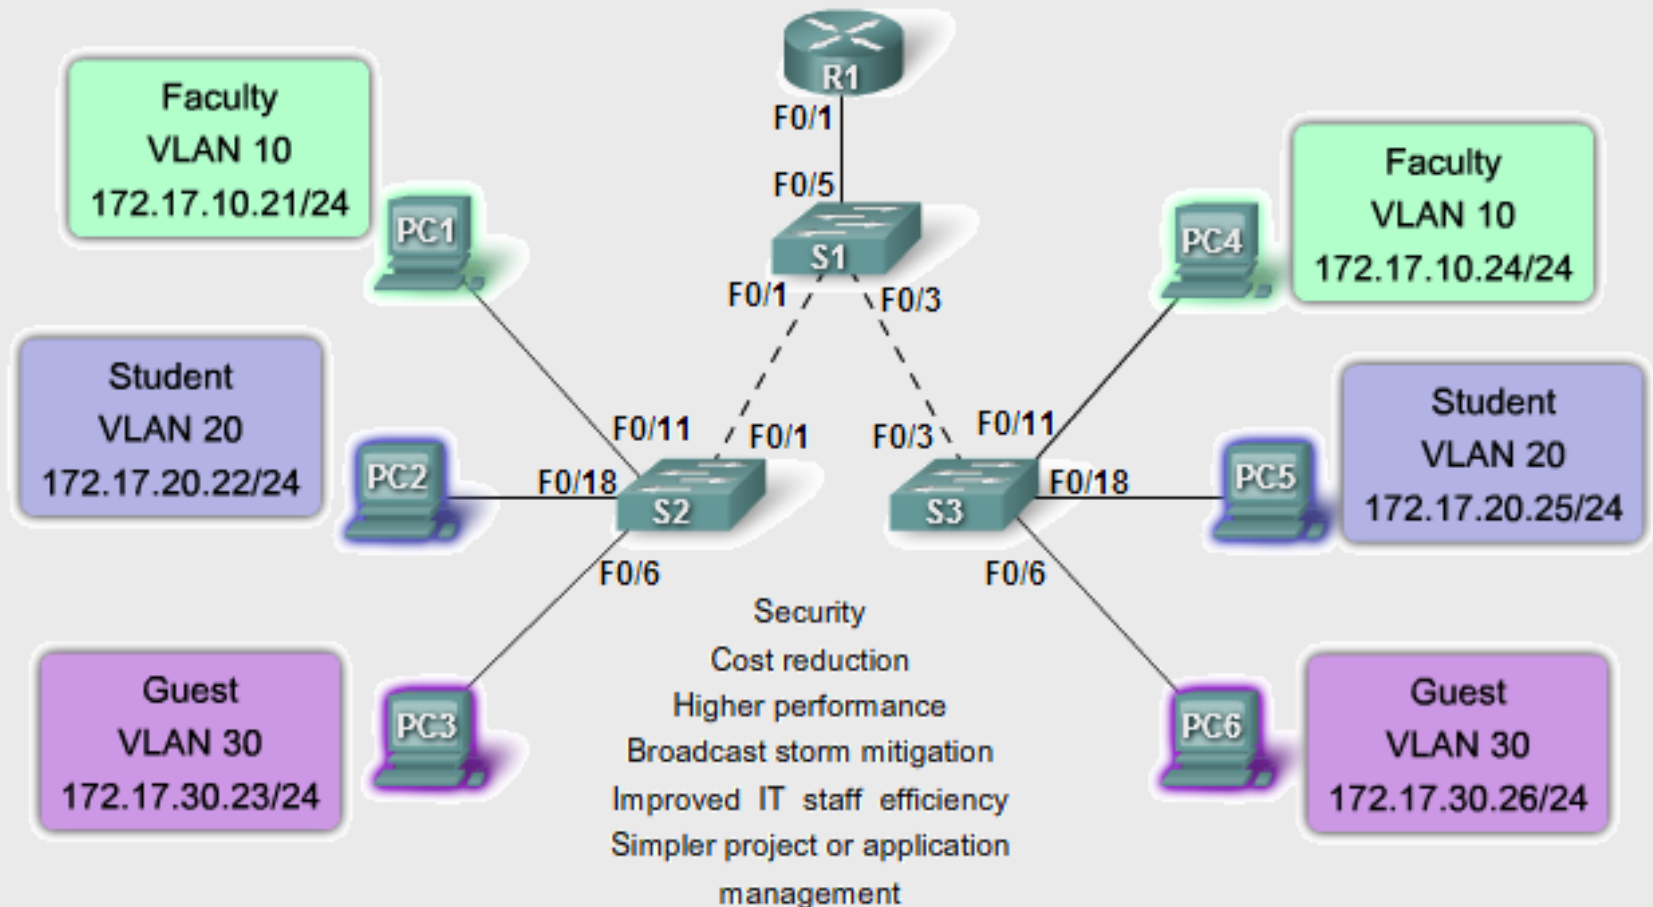 R1
F0/1
F0/5
S1
F0/1
F0/3
Faculty
VLAN 10
172.17.10.21/24
PC1
Student
VLAN 20
172.17.20.22/24
PC2
Guest
VLAN 30
172.17.30.23/24
PC3
F0/11
F0/1
F0/18
S2
F0/6
F0/3
F0/11
F0/18
S3
F0/6
PC4
Faculty
VLAN 10
172.17.10.24/24
PC5
Student
VLAN 20
172.17.20.25/24
PC6
Guest
VLAN 30
172.17.30.26/24
Security
Cost reduction
Higher performance
Broadcast storm mitigation
Improved IT staff efficiency
Simpler project or application
management